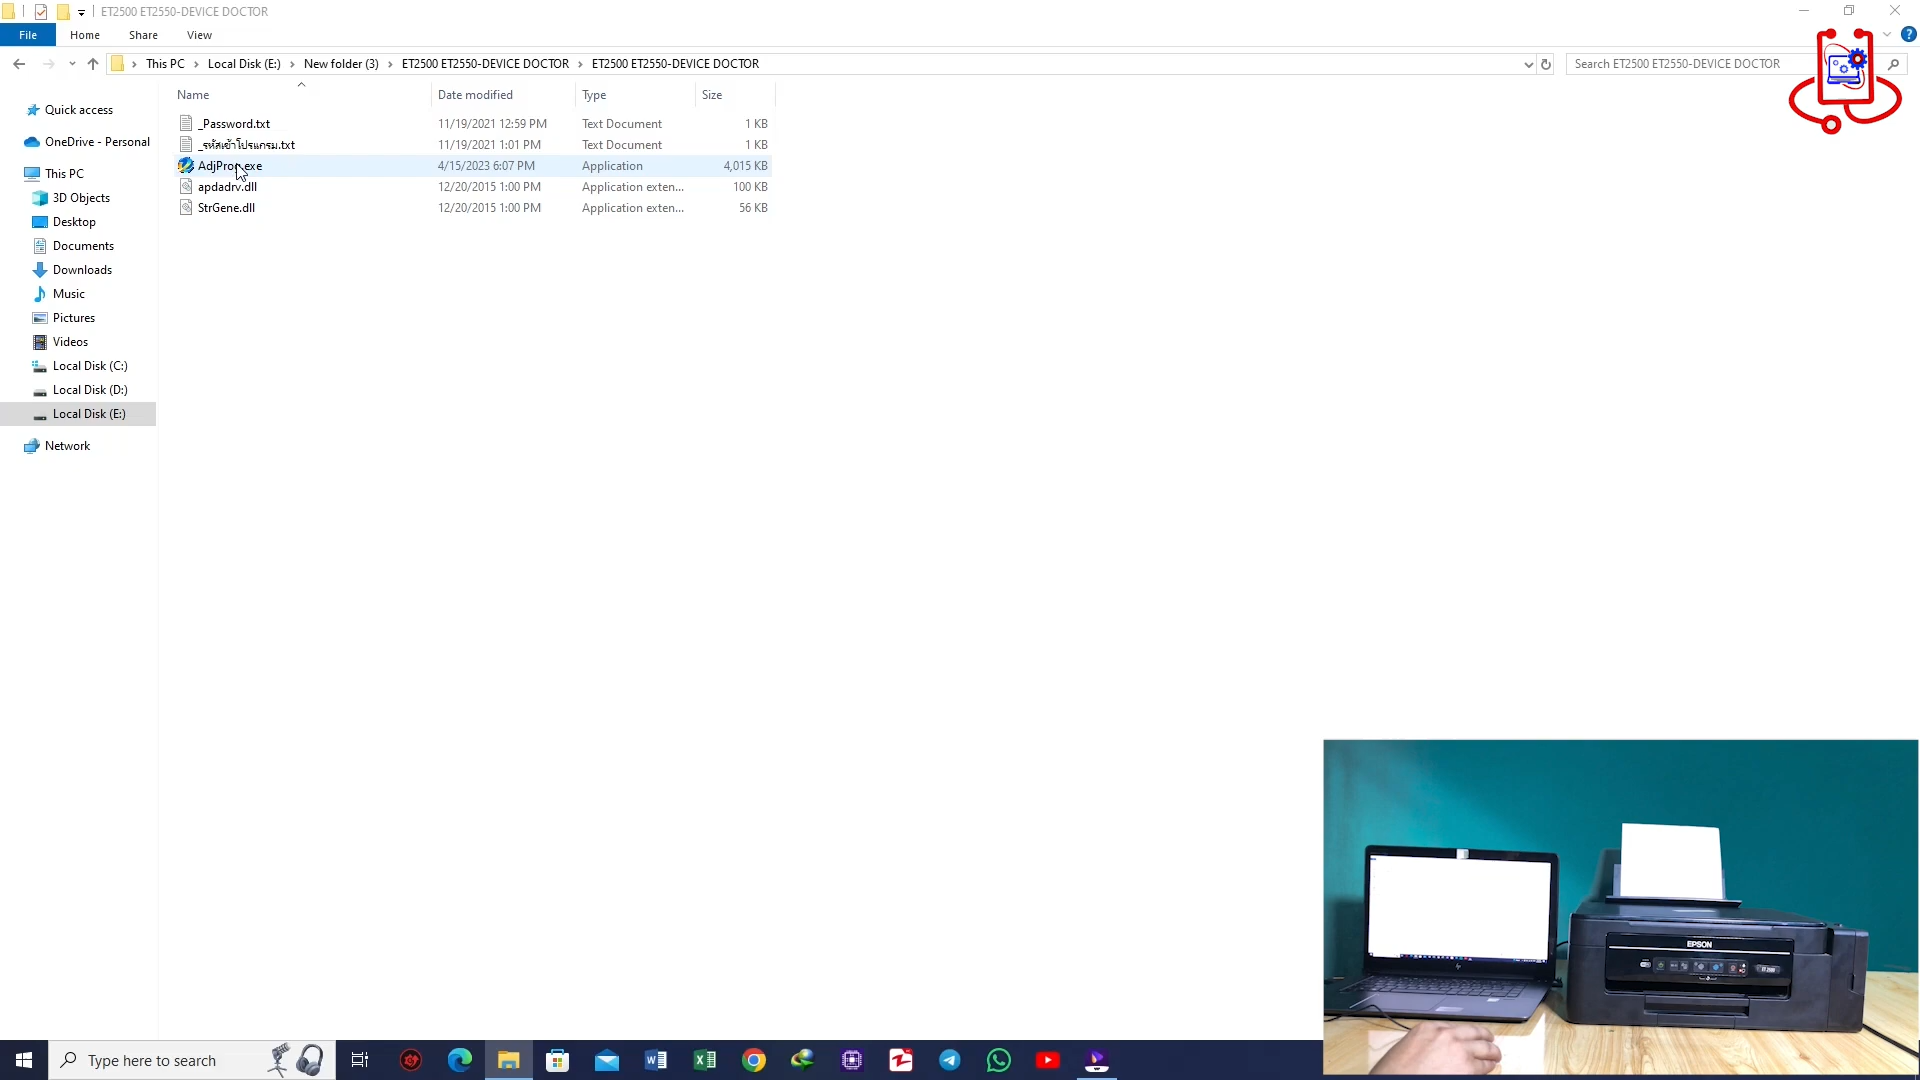 ET2500 ET2550-DEVICE DOCTOR
File Home Share View
This PC Local Disk (E:) New folder (3) ET2500 ET2550-DEVICE DOCTOR ET2500 ET2550-DEVICE DOCTOR
Search ET2500 ET2550-DEVICE DOCTOR
Name Date modified Type Size
_Password.txt 11/19/2021 12:59 PM Text Document 1 KB
_รหัสเข้าโปรแกรม.txt 11/19/2021 1:01 PM Text Document 1 KB
AdjProg.exe 4/15/2023 6:07 PM Application 4,015 KB
apdadrv.dll 12/20/2015 1:00 PM Application exten... 100 KB
StrGene.dll 12/20/2015 1:00 PM Application exten... 56 KB
Quick access
OneDrive - Personal
This PC
3D Objects
Desktop
Documents
Downloads
Music
Pictures
Videos
Local Disk (C:)
Local Disk (D:)
Local Disk (E:)
Network
EPSON
Type here to search